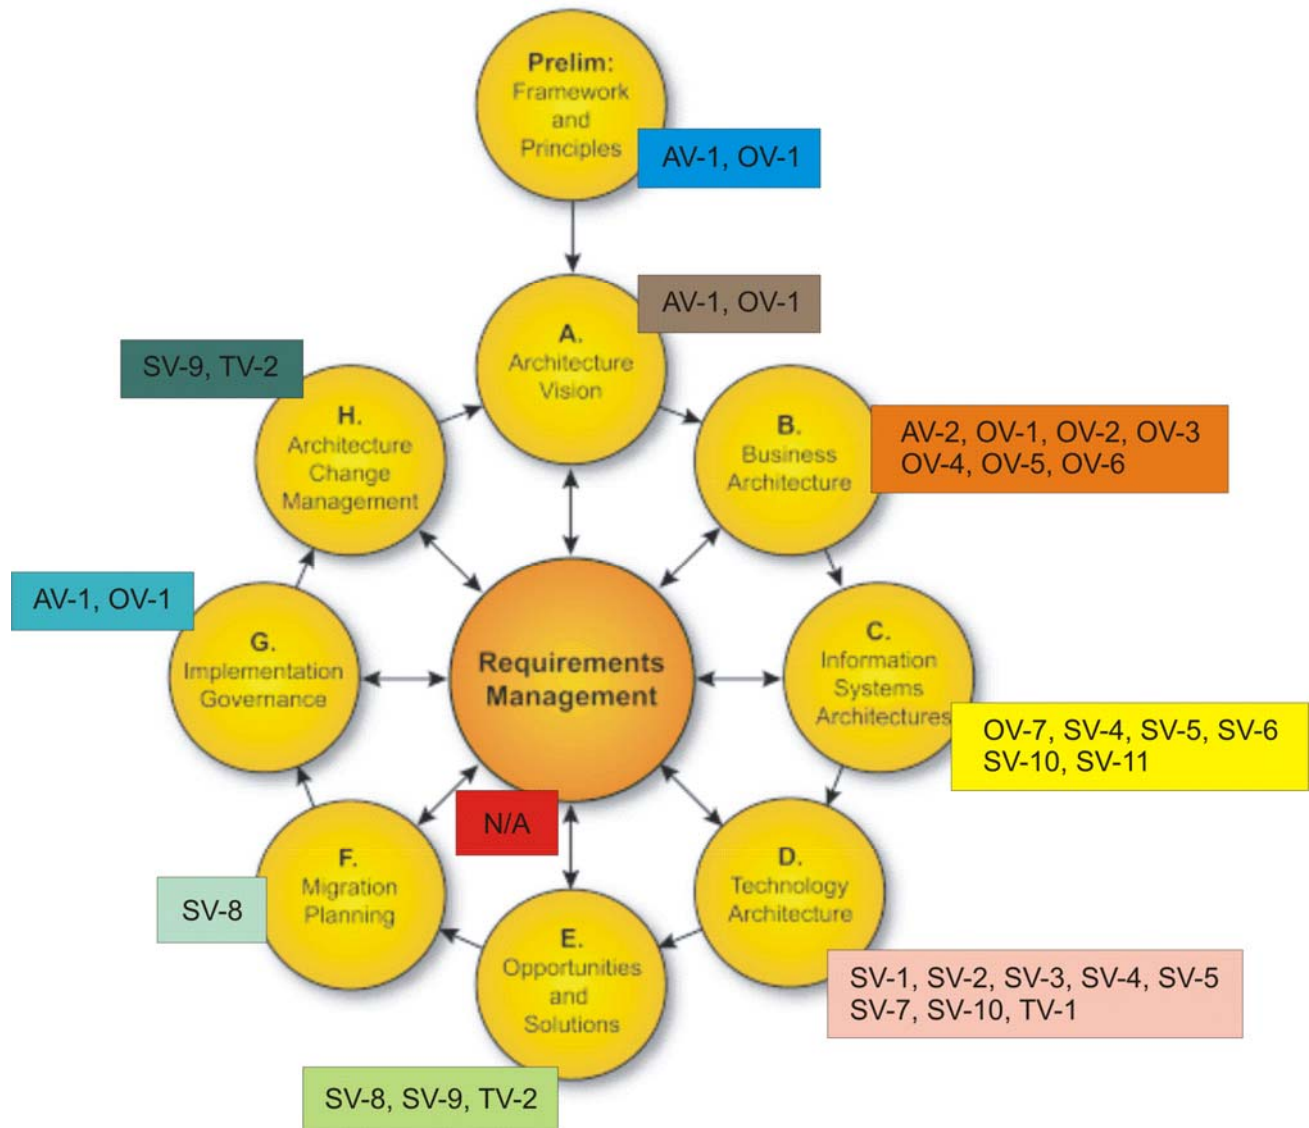 Prelim:
Framework
and
Principles
AV-1, OV-1
AV-1, OV-1
A.
Architecture
Vision
SV-9, TV-2
H.
Architecture
Change
Management
B.
Business
Architecture
AV-2, OV-1, OV-2, OV-3
OV-4, OV-5, OV-6
AV-1, OV-1
G.
Implementation
Governance
Requirements
Management
C.
Information
Systems
Architectures
OV-7, SV-4, SV-5, SV-6
SV-10, SV-11
N/A
F.
Migration
Planning
SV-8
D.
Technology
Architecture
SV-1, SV-2, SV-3, SV-4, SV-5
SV-7, SV-10, TV-1
E.
Opportunities
and
Solutions
SV-8, SV-9, TV-2